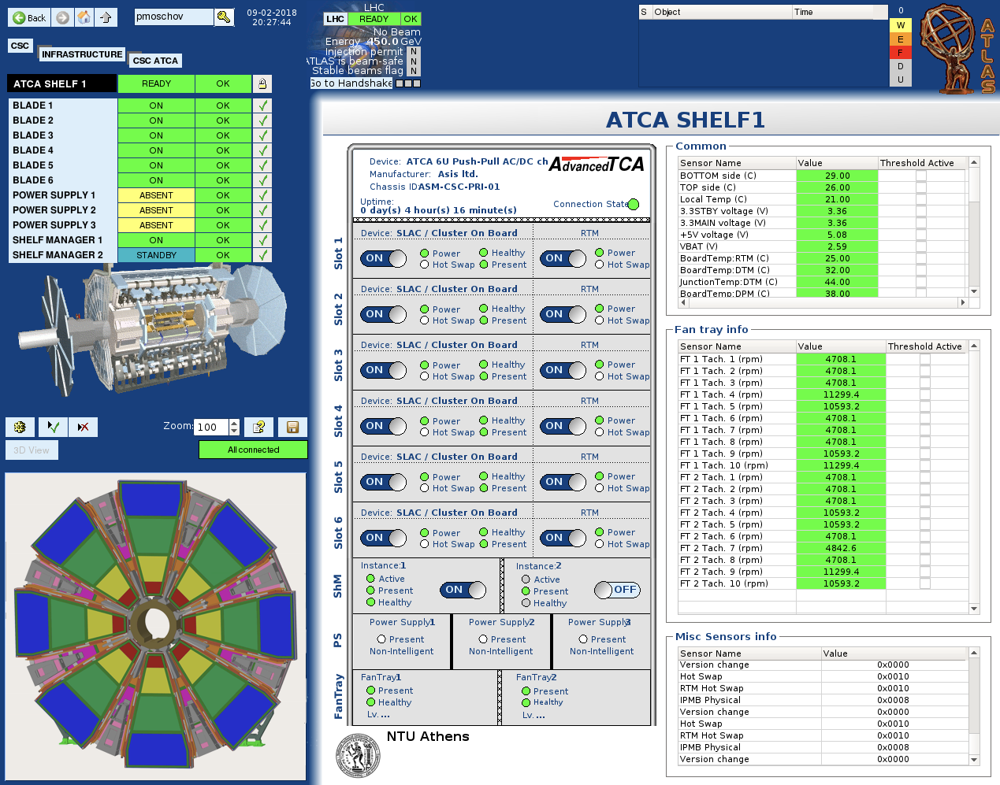 Back
pmoschov
09-02-2018
20:27:44
CSC
INFRASTRUCTURE
CSC ATCA
ATCA SHELF 1 READY OK
BLADE 1 ON OK
BLADE 2 ON OK
BLADE 3 ON OK
BLADE 4 ON OK
BLADE 5 ON OK
BLADE 6 ON OK
POWER SUPPLY 1 ABSENT OK
POWER SUPPLY 2 ABSENT OK
POWER SUPPLY 3 ABSENT OK
SHELF MANAGER 1 ON OK
SHELF MANAGER 2 STANDBY OK
Zoom: 100
3D View
All connected
LHC
LHC READY OK
No Beam
Energy 450.0 GeV
Injection permit N
ATLAS is beam-safe N
Stable beams flag N
Go to Handshake
S Object Time
0
W
E
F
D
U
ATLAS
ATCA SHELF1
Device: ATCA 6U Push-Pull AC/DC ch
Manufacturer: Asis ltd.
Chassis ID: ASM-CSC-PRI-01
AdvancedTCA
Uptime:
0 day(s) 4 hour(s) 16 minute(s)
Connection State
Slot 1
Device: SLAC / Cluster On Board RTM
ON Power Healthy ON Power
Hot Swap Present Hot Swap
Slot 2
Device: SLAC / Cluster On Board RTM
ON Power Healthy ON Power
Hot Swap Present Hot Swap
Slot 3
Device: SLAC / Cluster On Board RTM
ON Power Healthy ON Power
Hot Swap Present Hot Swap
Slot 4
Device: SLAC / Cluster On Board RTM
ON Power Healthy ON Power
Hot Swap Present Hot Swap
Slot 5
Device: SLAC / Cluster On Board RTM
ON Power Healthy ON Power
Hot Swap Present Hot Swap
Slot 6
Device: SLAC / Cluster On Board RTM
ON Power Healthy ON Power
Hot Swap Present Hot Swap
ShM
Instance:1 Instance:2
Active Active
Present ON Present OFF
Healthy Healthy
PS
Power Supply1 Power Supply2 Power Supply3
Present Present Present
Non-Intelligent Non-Intelligent Non-Intelligent
FanTray
FanTray1 FanTray2
Present Present
Healthy Healthy
Lv. ... Lv. ...
NTU Athens
Common
Sensor Name Value Threshold Active
BOTTOM side (C) 29.00
TOP side (C) 26.00
Local Temp (C) 21.00
3.3STBY voltage (V) 3.36
3.3MAIN voltage (V) 3.36
+5V voltage (V) 5.08
VBAT (V) 2.59
BoardTemp:RTM (C) 25.00
BoardTemp:DTM (C) 32.00
JunctionTemp:DTM (C) 44.00
BoardTemp:DPM (C) 38.00
Fan tray info
Sensor Name Value Threshold Active
FT 1 Tach. 1 (rpm) 4708.1
FT 1 Tach. 2 (rpm) 4708.1
FT 1 Tach. 3 (rpm) 4708.1
FT 1 Tach. 4 (rpm) 11299.4
FT 1 Tach. 5 (rpm) 10593.2
FT 1 Tach. 6 (rpm) 4708.1
FT 1 Tach. 7 (rpm) 4708.1
FT 1 Tach. 8 (rpm) 4708.1
FT 1 Tach. 9 (rpm) 10593.2
FT 1 Tach. 10 (rpm) 11299.4
FT 2 Tach. 1 (rpm) 4708.1
FT 2 Tach. 2 (rpm) 4708.1
FT 2 Tach. 3 (rpm) 4708.1
FT 2 Tach. 4 (rpm) 10593.2
FT 2 Tach. 5 (rpm) 10593.2
FT 2 Tach. 6 (rpm) 4708.1
FT 2 Tach. 7 (rpm) 4842.6
FT 2 Tach. 8 (rpm) 4708.1
FT 2 Tach. 9 (rpm) 11299.4
FT 2 Tach. 10 (rpm) 10593.2
Misc Sensors info
Sensor Name Value
Version change 0x0000
Hot Swap 0x0010
RTM Hot Swap 0x0010
IPMB Physical 0x0008
Version change 0x0000
Hot Swap 0x0010
RTM Hot Swap 0x0010
IPMB Physical 0x0008
Version change 0x0000